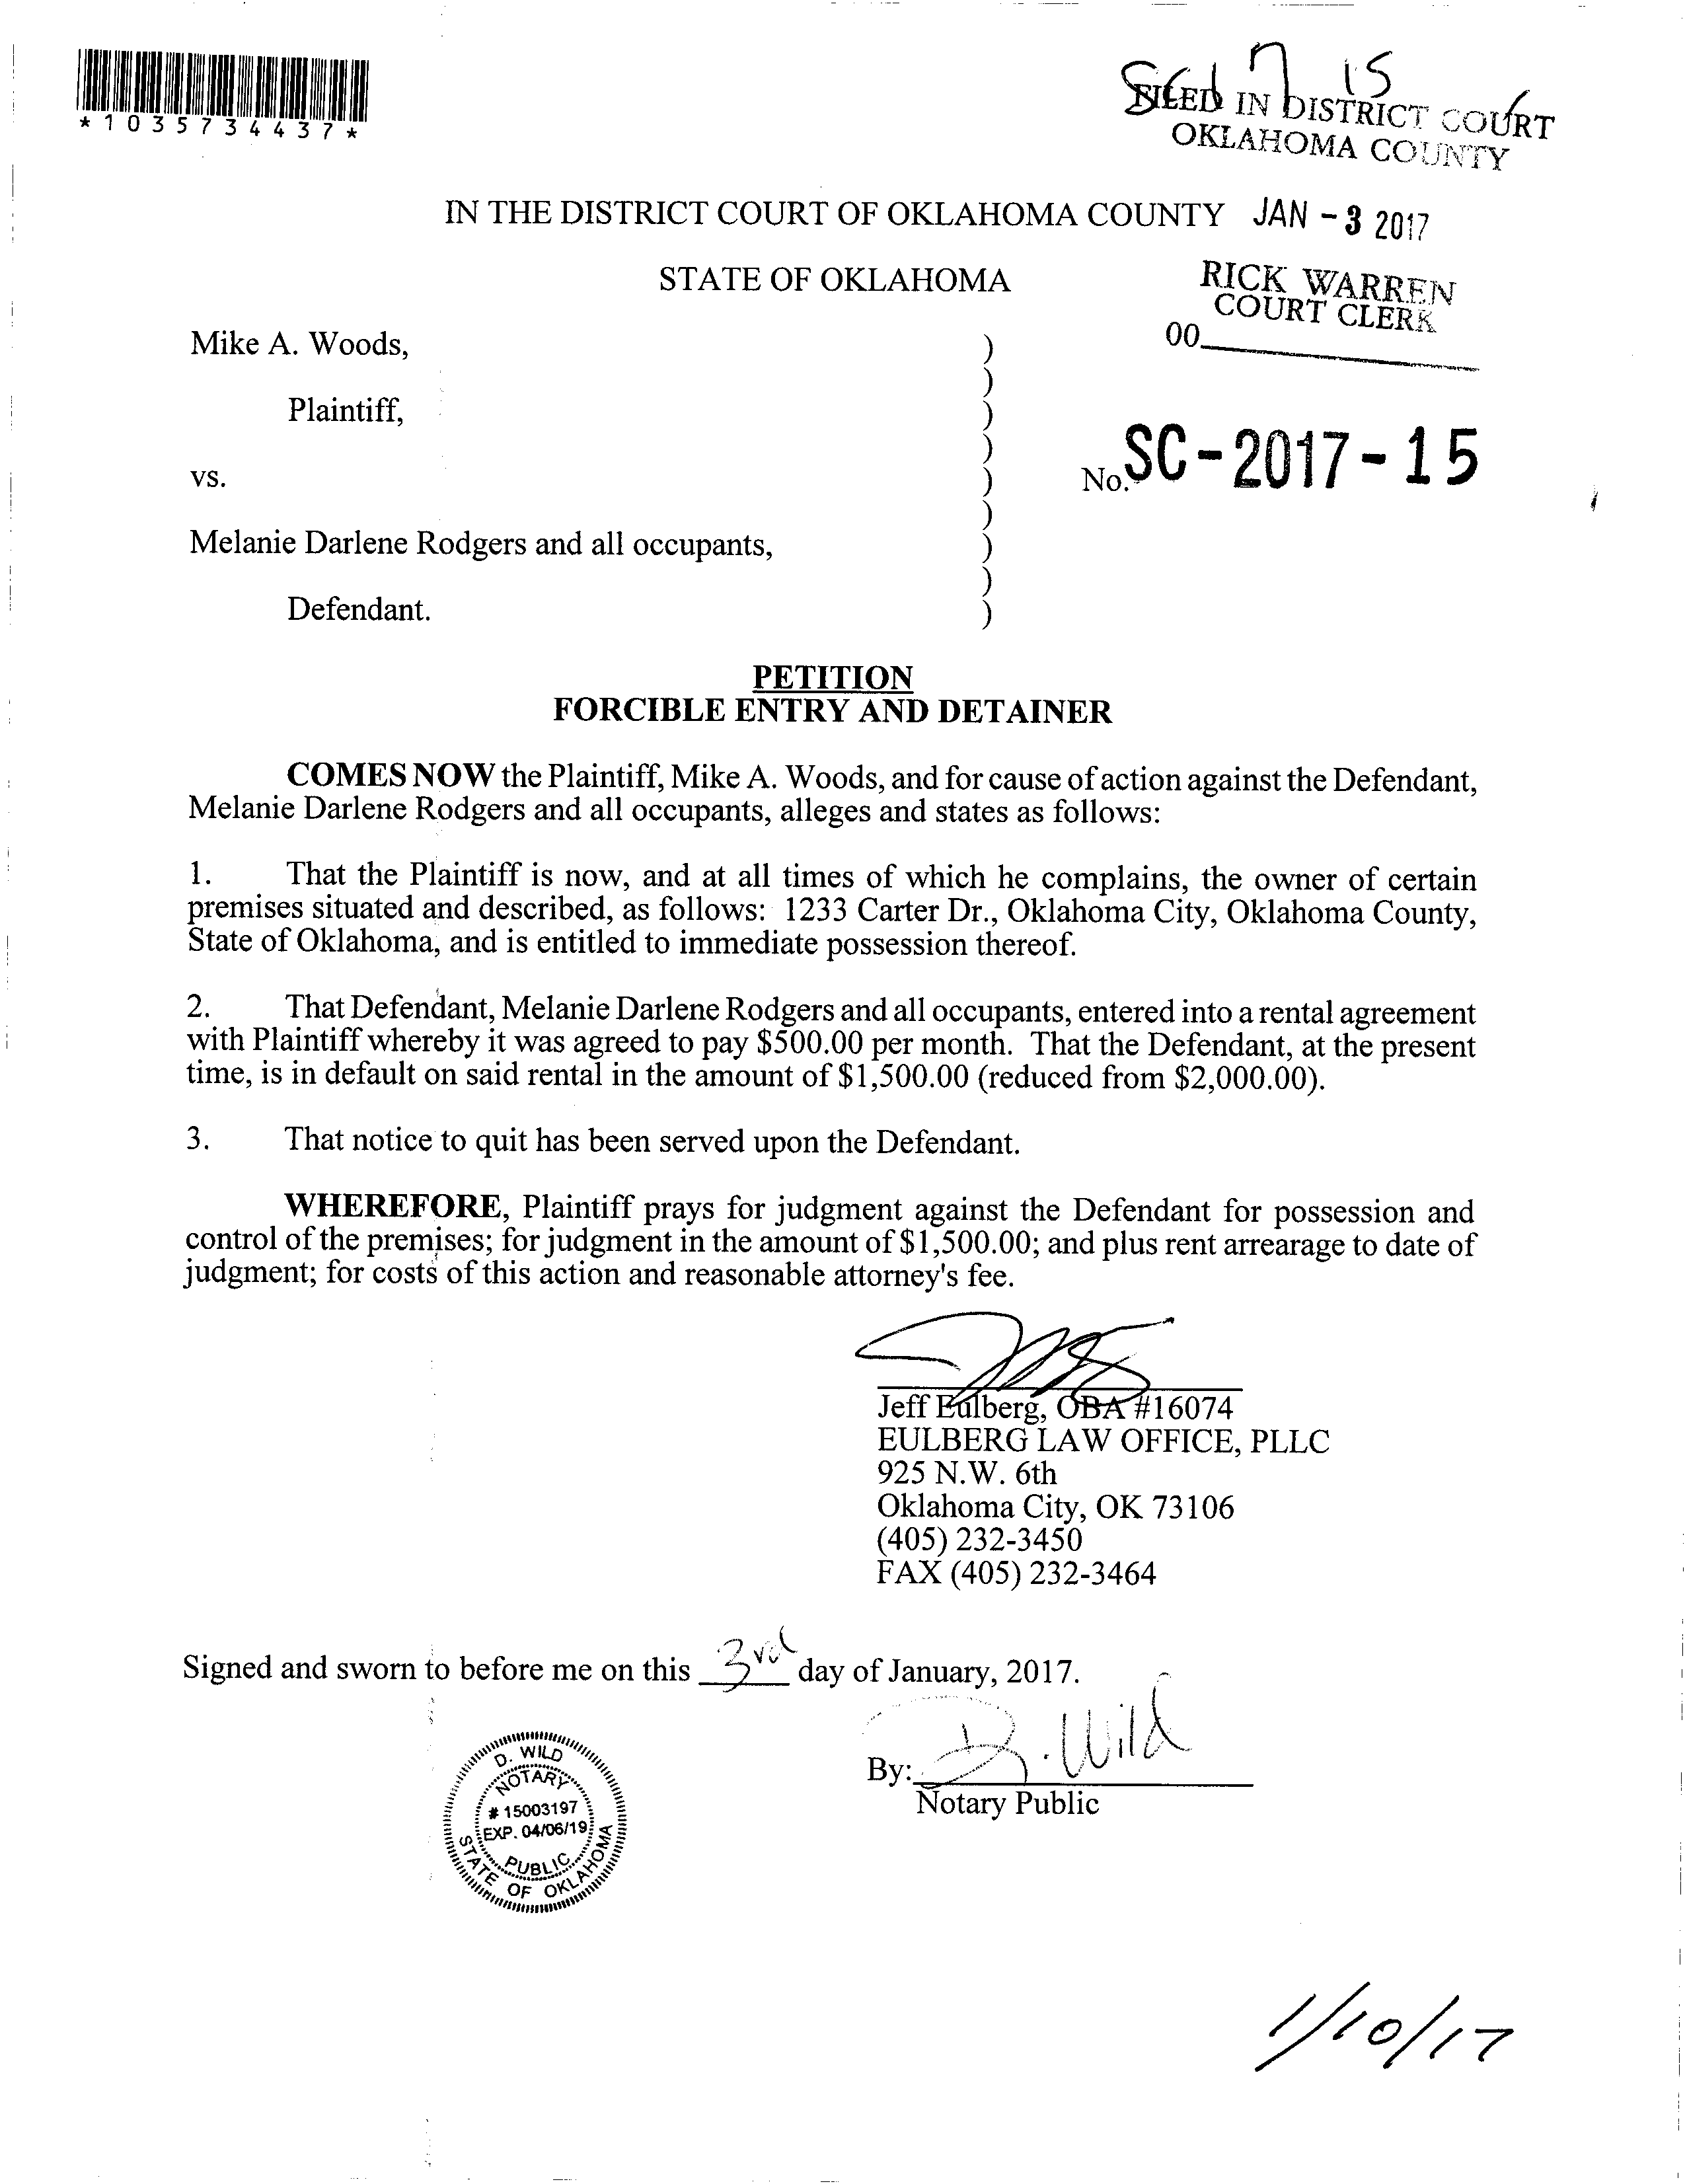 *1035734437*
FILED IN DISTRICT COURT
OKLAHOMA COUNTY
IN THE DISTRICT COURT OF OKLAHOMA COUNTY JAN - 3 2017
STATE OF OKLAHOMA
RICK WARREN
COURT CLERK
00
Mike A. Woods,
Plaintiff,
vs.
No. SC-2017-15
Melanie Darlene Rodgers and all occupants,
Defendant.
PETITION
FORCIBLE ENTRY AND DETAINER
COMES NOW the Plaintiff, Mike A. Woods, and for cause of action against the Defendant,
Melanie Darlene Rodgers and all occupants, alleges and states as follows:
1. That the Plaintiff is now, and at all times of which he complains, the owner of certain
premises situated and described, as follows: 1233 Carter Dr., Oklahoma City, Oklahoma County,
State of Oklahoma, and is entitled to immediate possession thereof.
2. That Defendant, Melanie Darlene Rodgers and all occupants, entered into a rental agreement
with Plaintiff whereby it was agreed to pay $500.00 per month. That the Defendant, at the present
time, is in default on said rental in the amount of $1,500.00 (reduced from $2,000.00).
3. That notice to quit has been served upon the Defendant.
WHEREFORE, Plaintiff prays for judgment against the Defendant for possession and
control of the premises; for judgment in the amount of $1,500.00; and plus rent arrearage to date of
judgment; for costs of this action and reasonable attorney's fee.
Jeff Eulberg, OBA #16074
EULBERG LAW OFFICE, PLLC
925 N.W. 6th
Oklahoma City, OK 73106
(405) 232-3450
FAX (405) 232-3464
Signed and sworn to before me on this 3rd day of January, 2017.
By: D. Wild
Notary Public
D. WILD
NOTARY
# 15003197
EXP. 04/06/19
PUBLIC
STATE OF OKLAHOMA
1/10/17